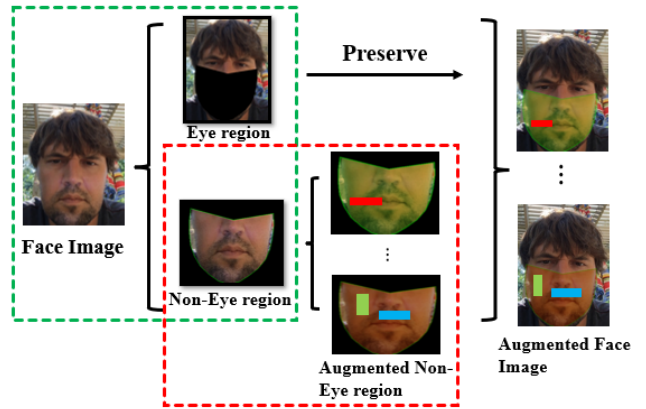 Preserve
Eye region
Face Image
Non-Eye region
Augmented Non-
Eye region
Augmented Face
Image